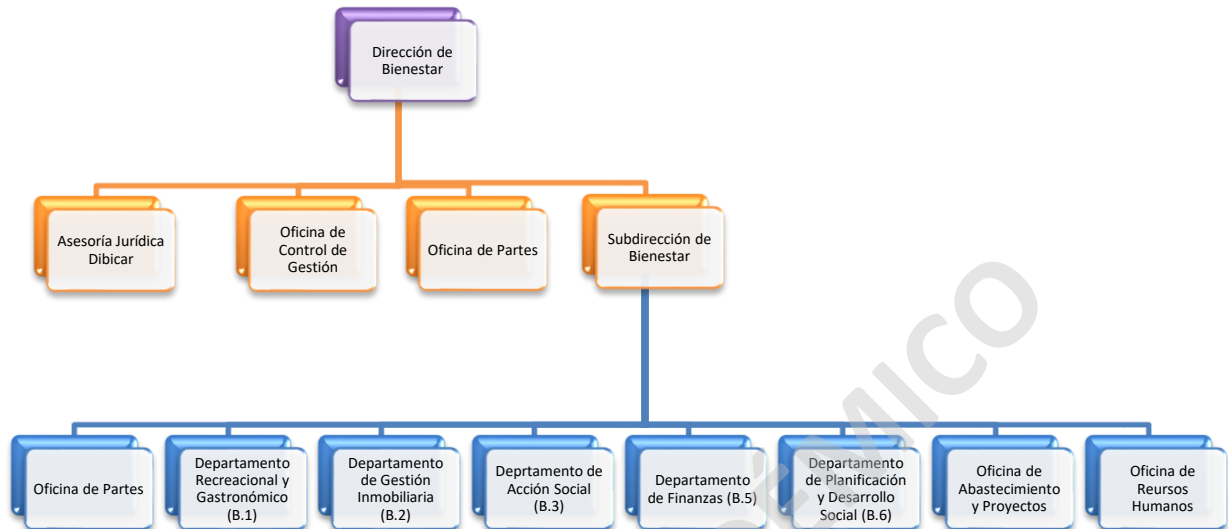 Dirección de
Bienestar
Asesoría Jurídica
Dibicar
Oficina de
Control de
Gestión
Oficina de Partes
Subdirección de
Bienestar
Oficina de Partes
Departamento
Recreacional y
Gastronómico
(B.1)
Departamento
de Gestión
Inmobiliaria
(B.2)
Deprtamento de
Acción Social
(B.3)
Departamento
de Finanzas (B.5)
Departamento
de Planificación
y Desarrollo
Social (B.6)
Oficina de
Abastecimiento
y Proyectos
Oficina de
Reursos
Humanos